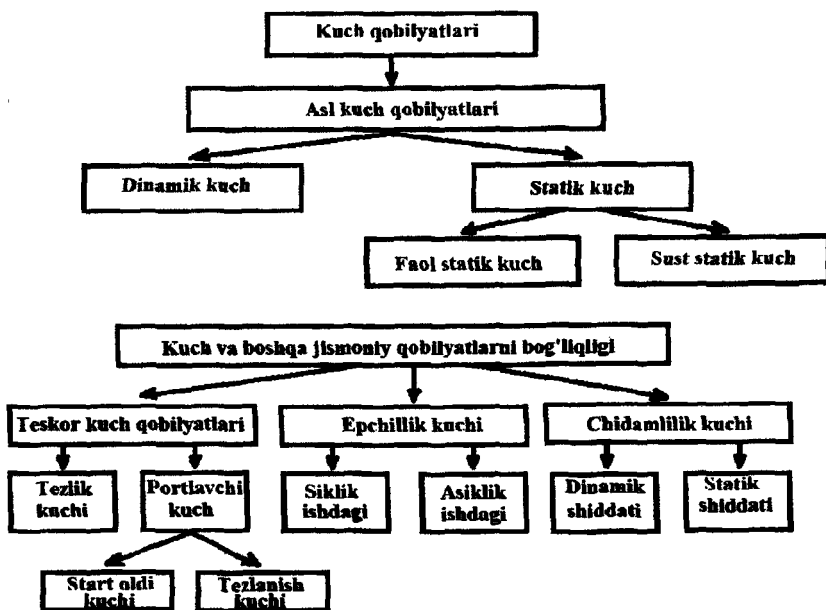 Kuch qobilyatlari
Asl kuch qobilyatlari
Dinamik kuch
Statik kuch
Faol statik kuch
Sust statik kuch
Kuch va boshqa jismoniy qobilyatlarni bog'liqligi
Teskor kuch qobilyatlari
Epchillik kuchi
Chidamlilik kuchi
Tezlik
kuchi
Portlavchi
kuch
Siklik
ishdagi
Asiklik
ishdagi
Dinamik
shiddati
Statik
shiddati
Start oldi
kuchi
Tezlanish
kuchi